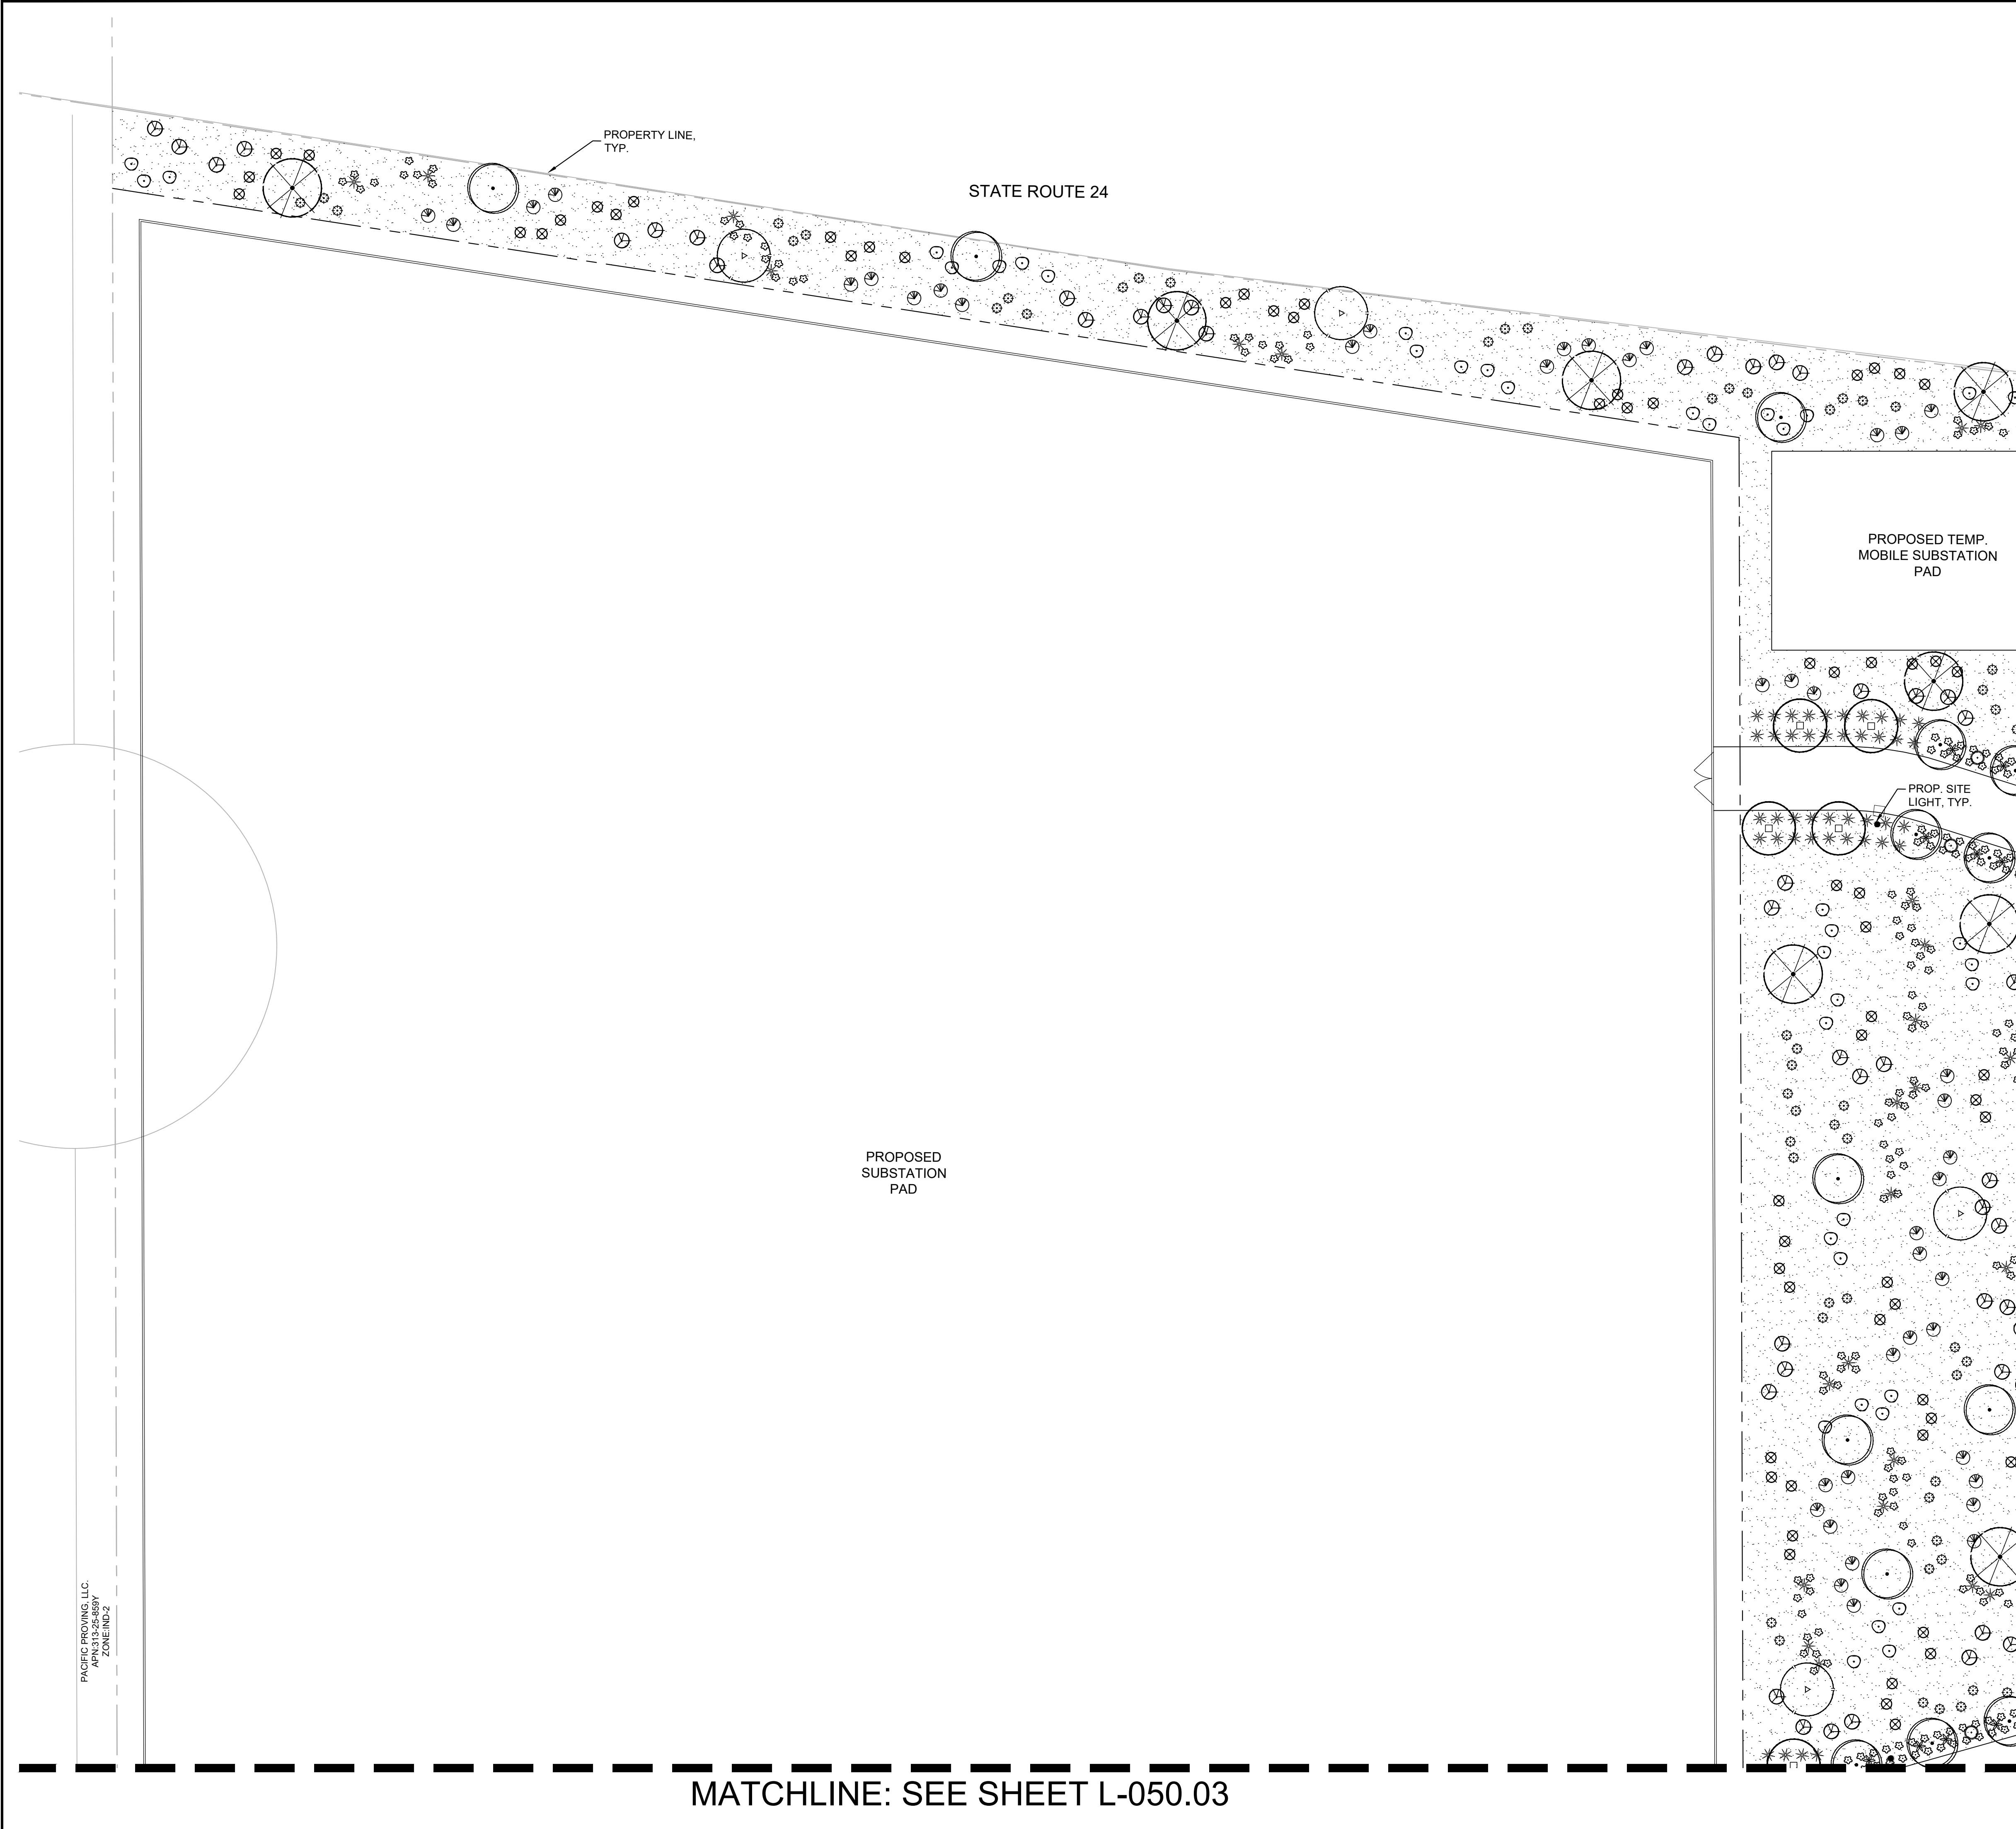 PROPERTY LINE,
TYP.
STATE ROUTE 24
PROPOSED TEMP.
MOBILE SUBSTATION
PAD
PROP. SITE
LIGHT, TYP.
PROPOSED
SUBSTATION
PAD
PACIFIC PROVING, LLC.
APN:313-25-859Y
ZONE:IND-2
MATCHLINE: SEE SHEET L-050.03